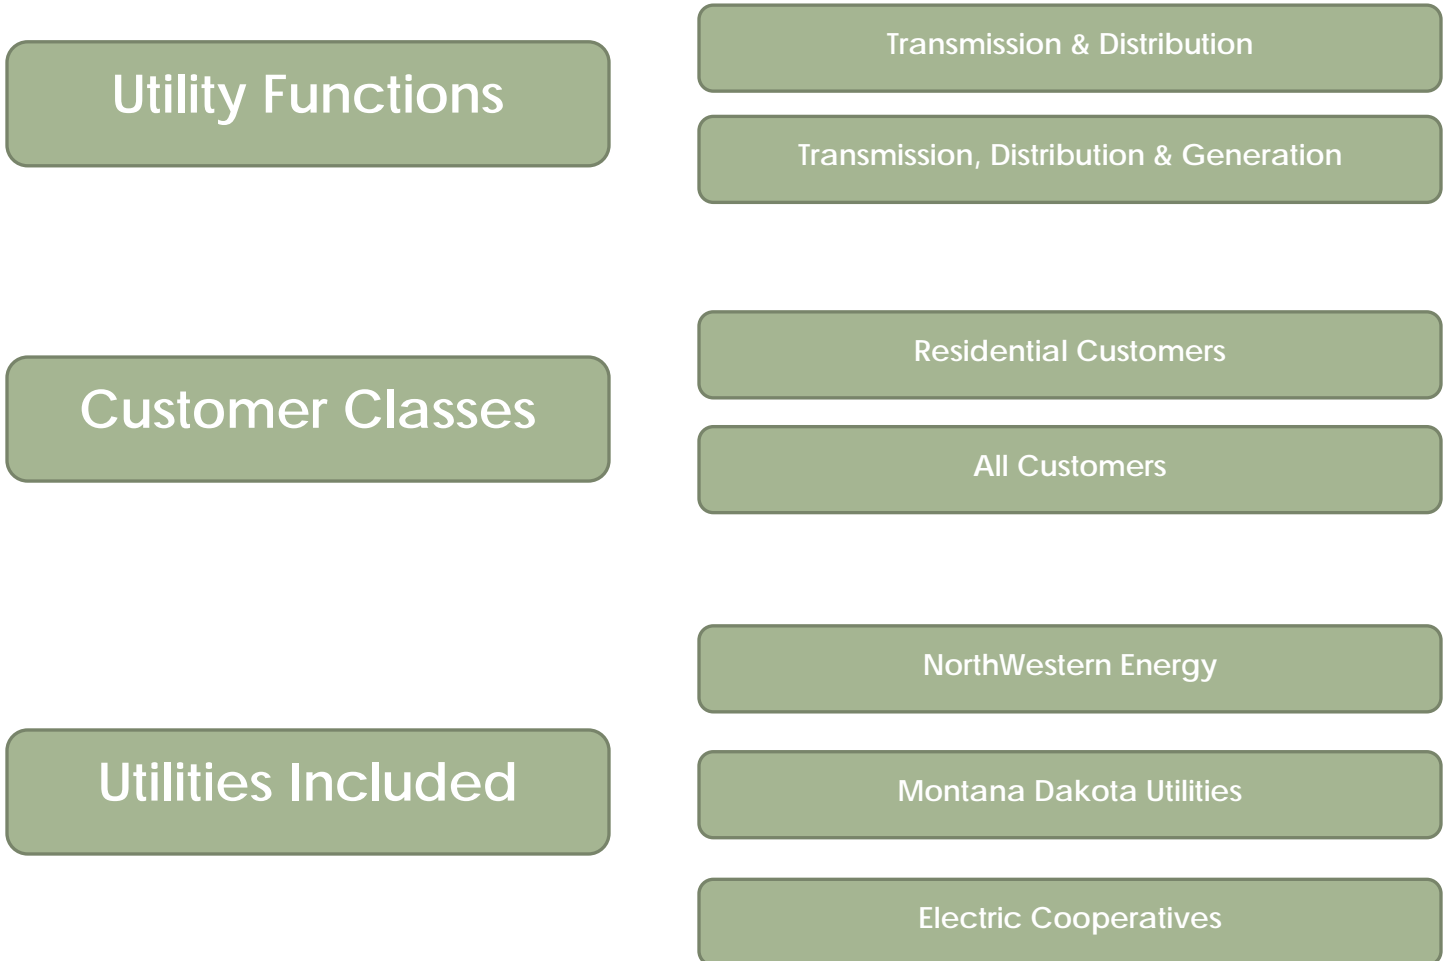 Utility Functions
Transmission & Distribution
Transmission, Distribution & Generation
Customer Classes
Residential Customers
All Customers
Utilities Included
NorthWestern Energy
Montana Dakota Utilities
Electric Cooperatives